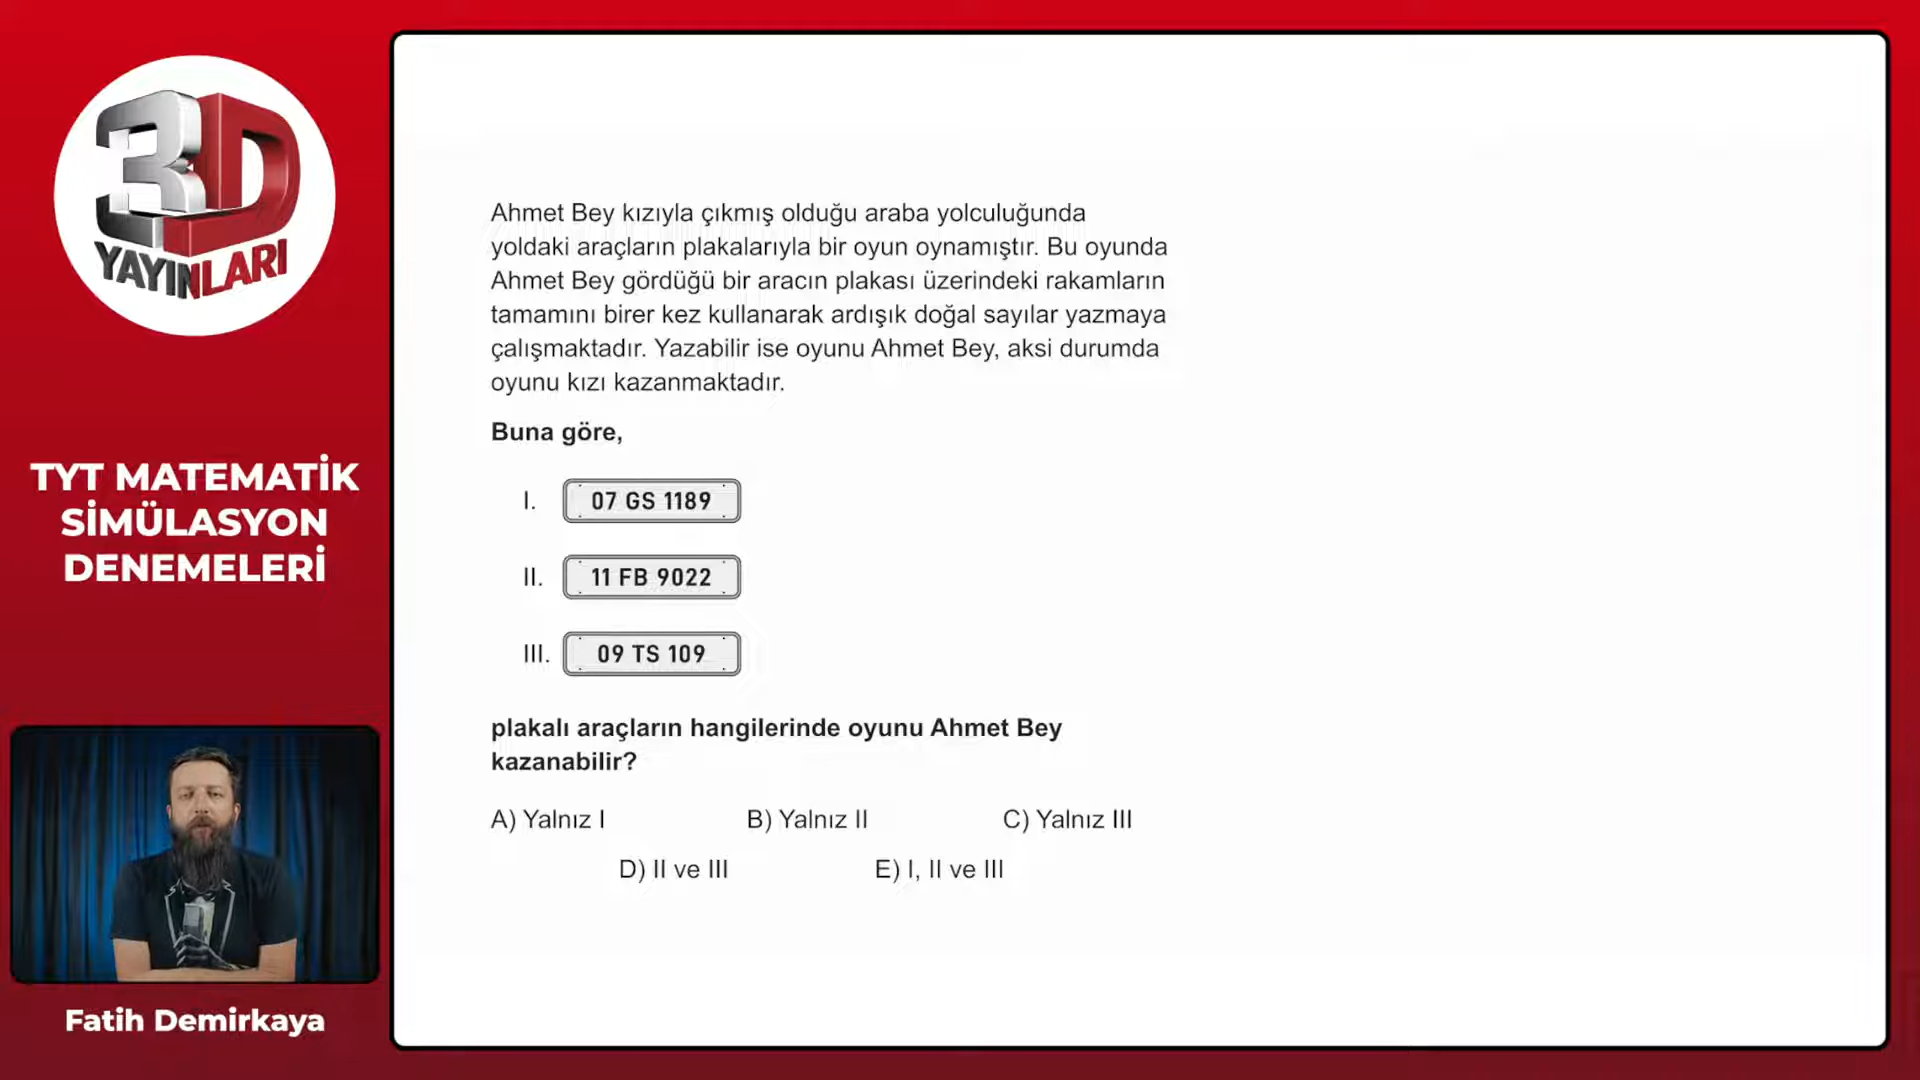 3D
YAYINLARI
TYT MATEMATİK
SİMÜLASYON
DENEMELERİ
Fatih Demirkaya
Ahmet Bey kızıyla çıkmış olduğu araba yolculuğunda
yoldaki araçların plakalarıyla bir oyun oynamıştır. Bu oyunda
Ahmet Bey gördüğü bir aracın plakası üzerindeki rakamların
tamamını birer kez kullanarak ardışık doğal sayılar yazmaya
çalışmaktadır. Yazabilir ise oyunu Ahmet Bey, aksi durumda
oyunu kızı kazanmaktadır.
Buna göre,
I. 07 GS 1189
II. 11 FB 9022
III. 09 TS 109
plakalı araçların hangilerinde oyunu Ahmet Bey
kazanabilir?
A) Yalnız I B) Yalnız II C) Yalnız III
D) II ve III E) I, II ve III